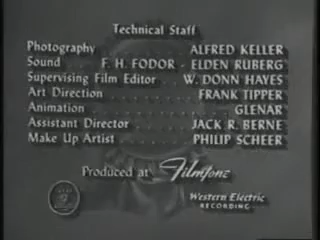 Technical Staff
Photography . . . . . . . ALFRED KELLER
Sound . . . F. H. FODOR - ELDEN RUBERG
Supervising Film Editor . . W. DONN HAYES
Art Direction . . . . . . . FRANK TIPPER
Animation . . . . . . . . . . GLENAR
Assistant Director . . . . JACK R. BERNE
Make Up Artist . . . . . PHILIP SCHEER
Produced at Filmtone
Western Electric
RECORDING